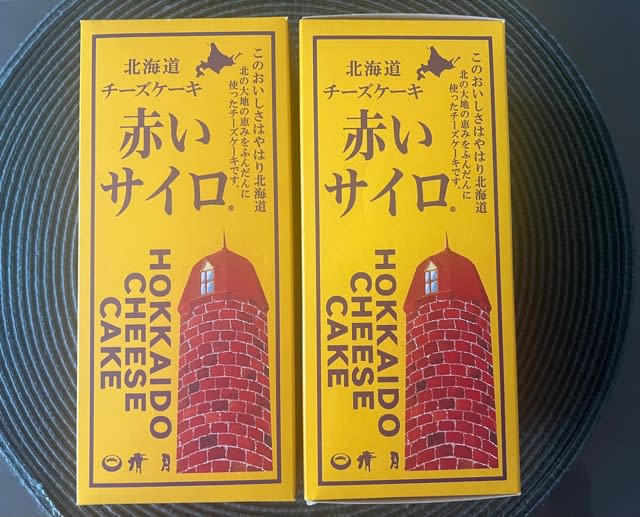 北海道
チーズケーキ
赤い
サイロ®
このおいしさはやはり北海道
北の大地の恵みをふんだんに
使ったチーズケーキです。
HOKKAIDO
CHEESE
CAKE
清月
北海道
チーズケーキ
赤い
サイロ®
このおいしさはやはり北海道
北の大地の恵みをふんだんに
使ったチーズケーキです。
HOKKAIDO
CHEESE
CAKE
清月